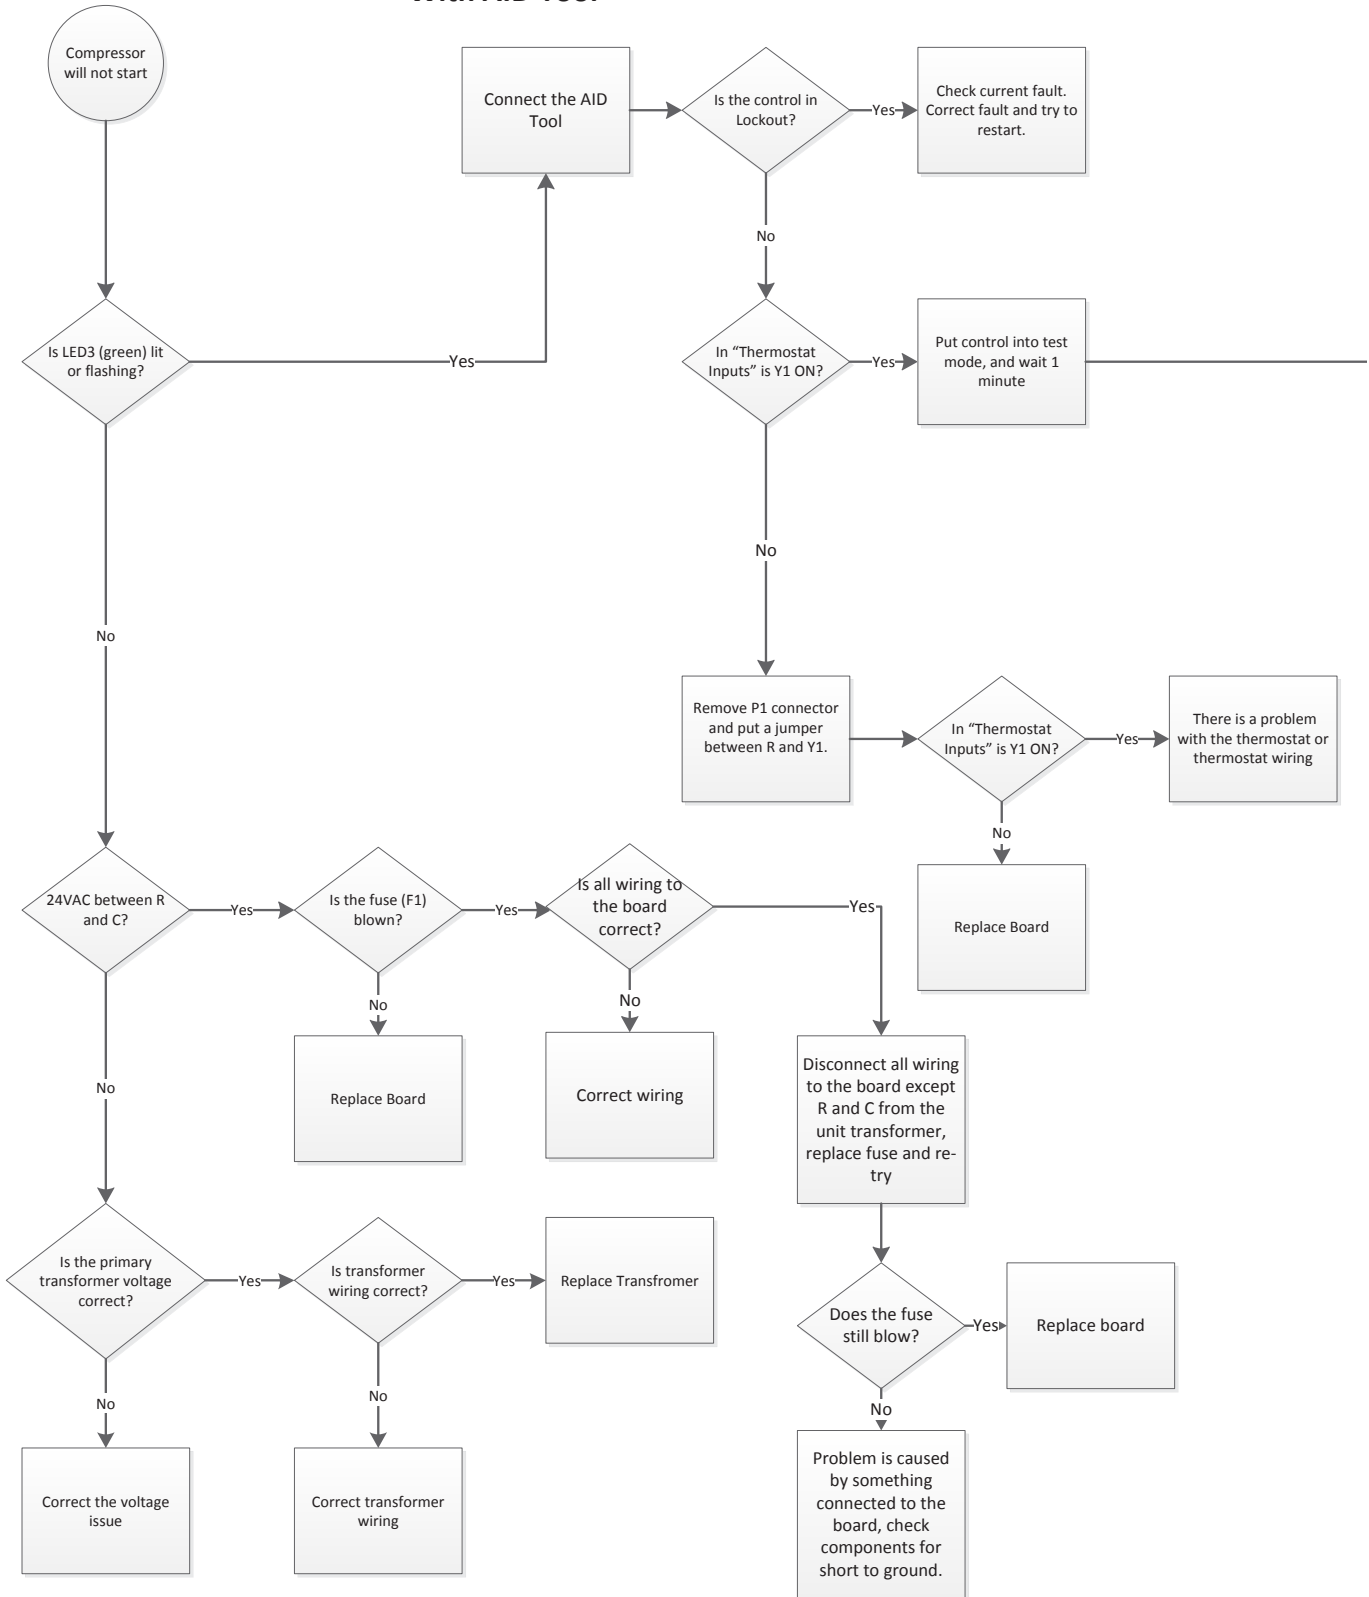 With AID Tool
Compressor
will not start
Connect the AID
Tool
Is the control in
Lockout?
Yes
Check current fault.
Correct fault and try to
restart.
No
Is LED3 (green) lit
or flashing?
Yes
In “Thermostat
Inputs” is Y1 ON?
Yes
Put control into test
mode, and wait 1
minute
No
No
Remove P1 connector
and put a jumper
between R and Y1.
In “Thermostat
Inputs” is Y1 ON?
Yes
There is a problem
with the thermostat or
thermostat wiring
No
Replace Board
24VAC between R
and C?
Yes
Is the fuse (F1)
blown?
Yes
Is all wiring to
the board
correct?
Yes
No
Replace Board
No
Correct wiring
Disconnect all wiring
to the board except
R and C from the
unit transformer,
replace fuse and re-
try
No
Is the primary
transformer voltage
correct?
Yes
Is transformer
wiring correct?
Yes
Replace Transfromer
Does the fuse
still blow?
Yes
Replace board
No
Correct the voltage
issue
No
Correct transformer
wiring
No
Problem is caused
by something
connected to the
board, check
components for
short to ground.